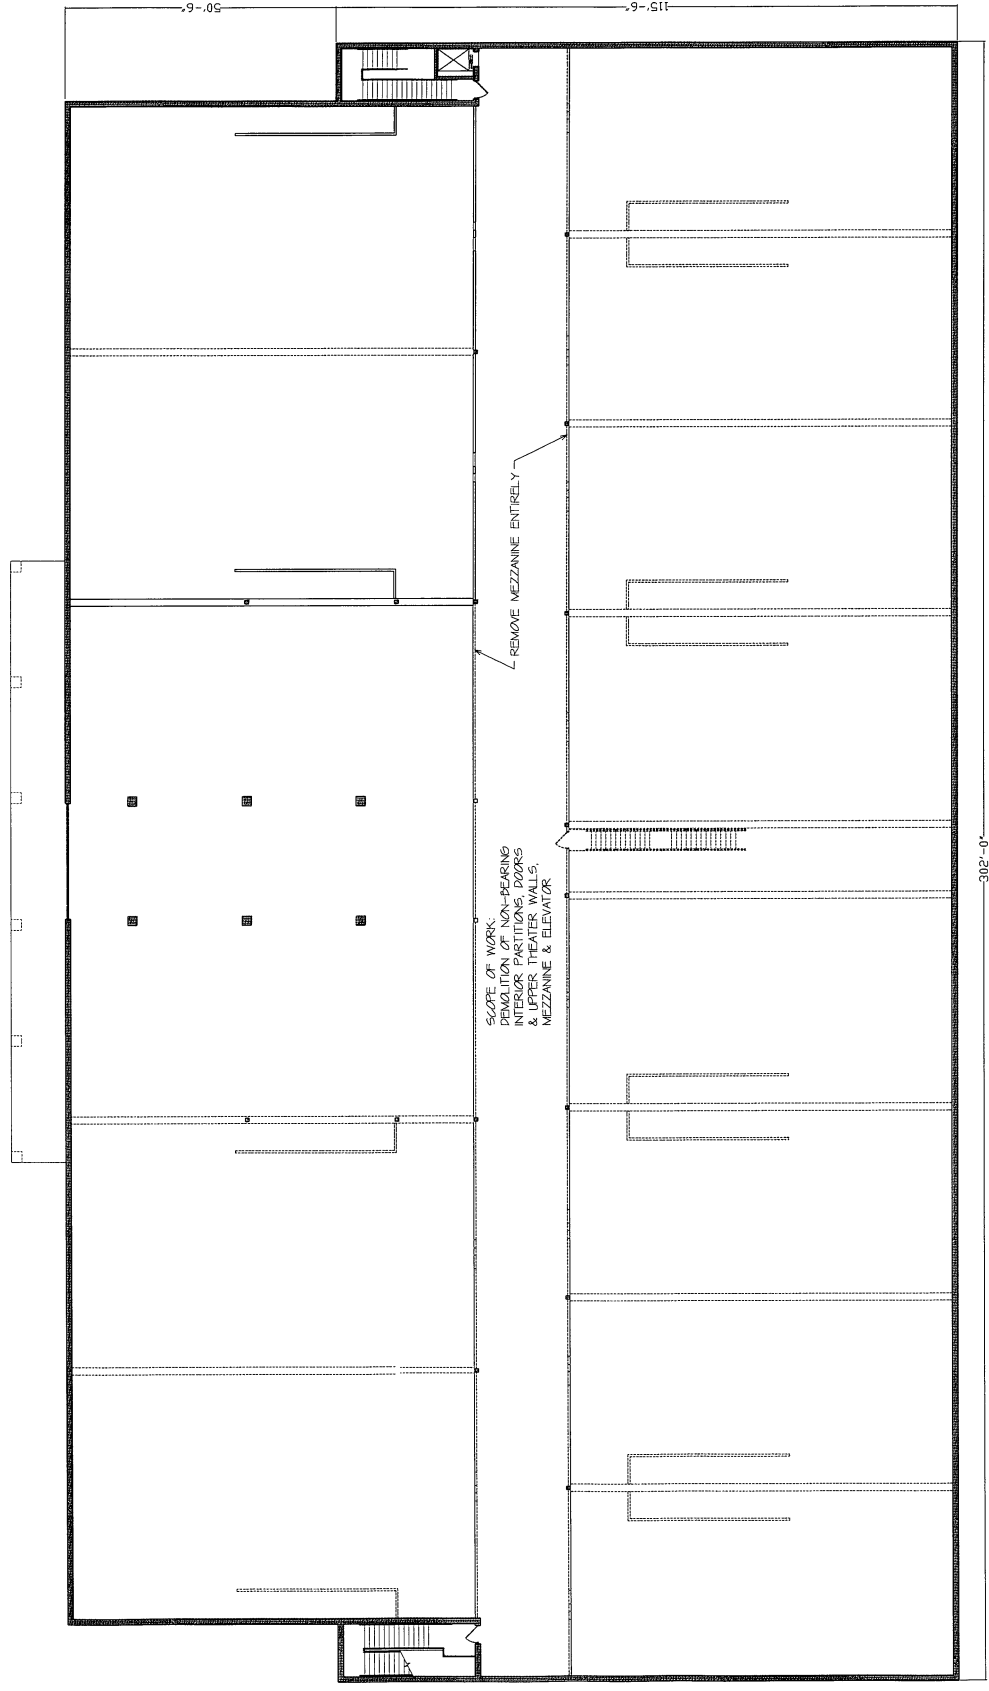 50'-6"
115'-6"
REMOVE MEZZANINE ENTIRELY
302'-0"
SCOPE OF WORK:
DEMOLITION OF NON-BEARING
INTERIOR PARTITIONS, DOORS
& UPPER THEATER WALLS,
MEZZANINE & ELEVATOR